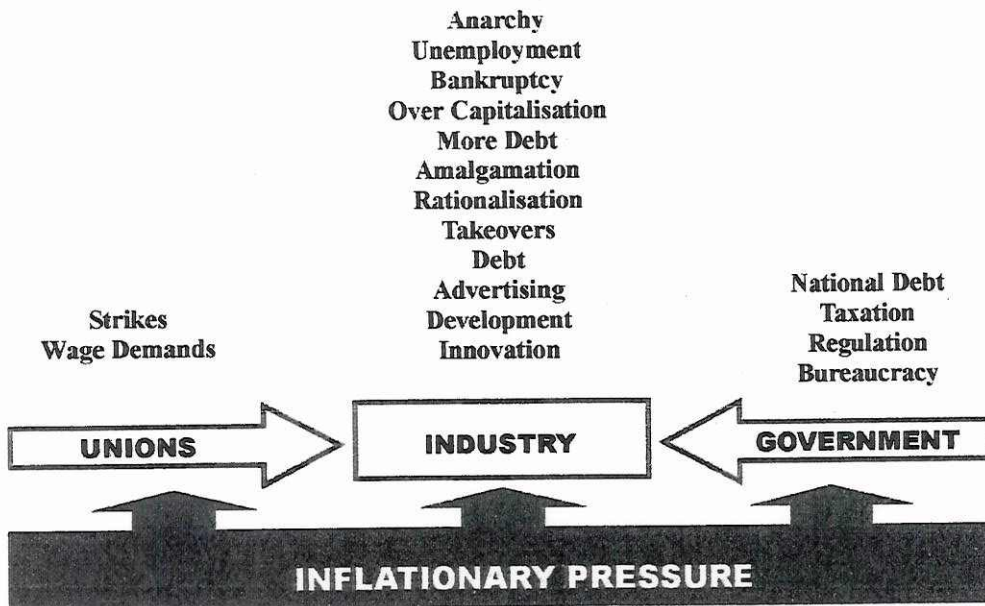 Anarchy
Unemployment
Bankruptcy
Over Capitalisation
More Debt
Amalgamation
Rationalisation
Takeovers
Debt
Advertising
Development
Innovation
Strikes
Wage Demands
National Debt
Taxation
Regulation
Bureaucracy
UNIONS
INDUSTRY
GOVERNMENT
INFLATIONARY PRESSURE